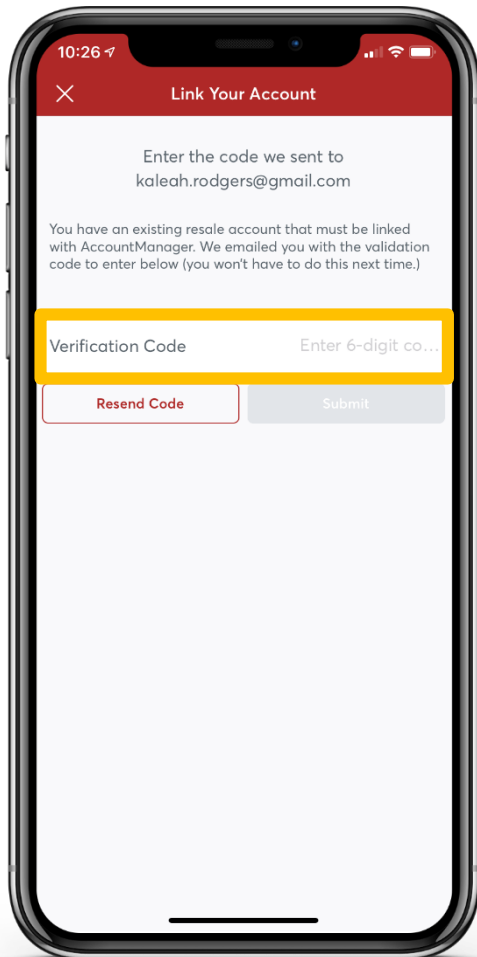 10:26
Link Your Account
Enter the code we sent to
kaleah.rodgers@gmail.com
You have an existing resale account that must be linked
with AccountManager. We emailed you with the validation
code to enter below (you won't have to do this next time.)
Verification Code Enter 6-digit co...
Resend Code Submit